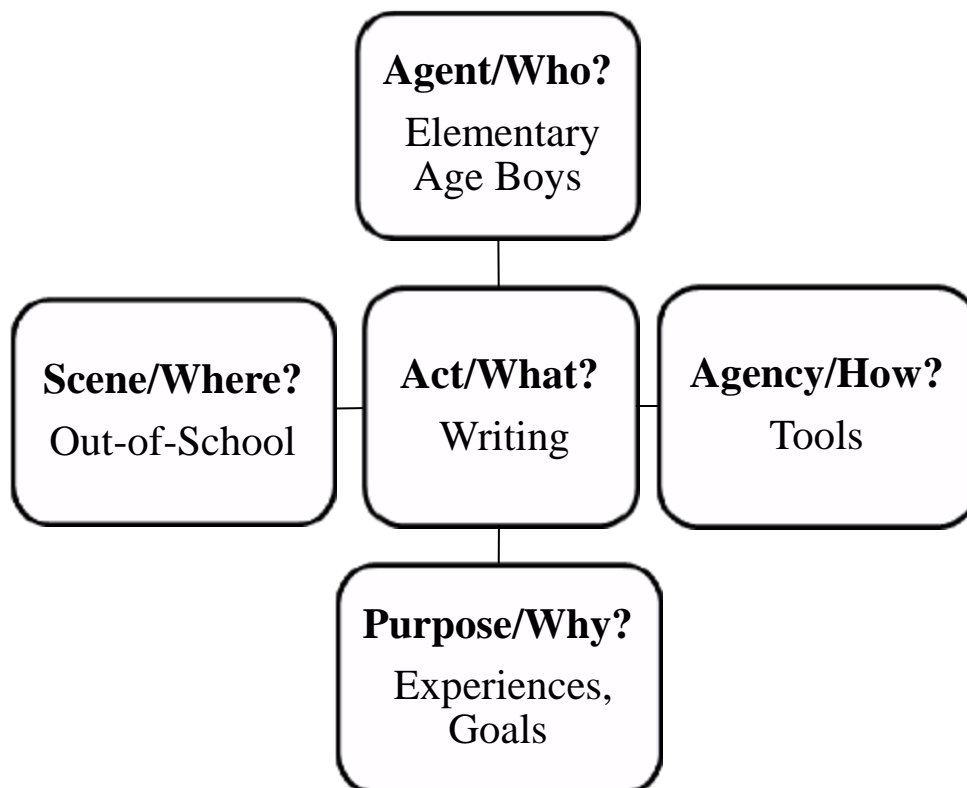 Agent/Who?
Elementary
Age Boys
Scene/Where?
Out-of-School
Act/What?
Writing
Agency/How?
Tools
Purpose/Why?
Experiences,
Goals